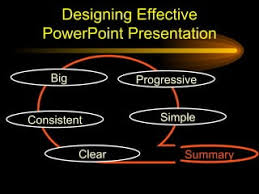 Designing Effective
PowerPoint Presentation
Big
Progressive
Consistent
Simple
Clear
Summary